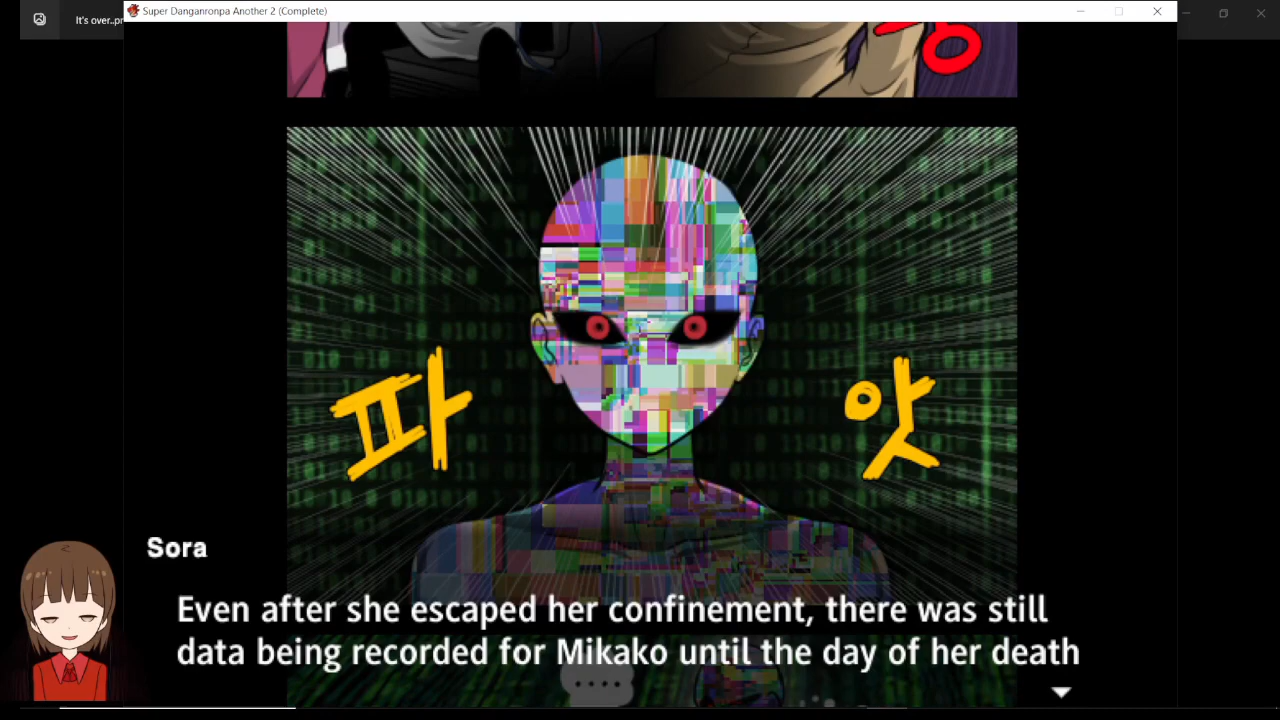 It's over..pr
Super Danganronpa Another 2 (Complete)
파 앗
Sora
Even after she escaped her confinement, there was still
data being recorded for Mikako until the day of her death
....